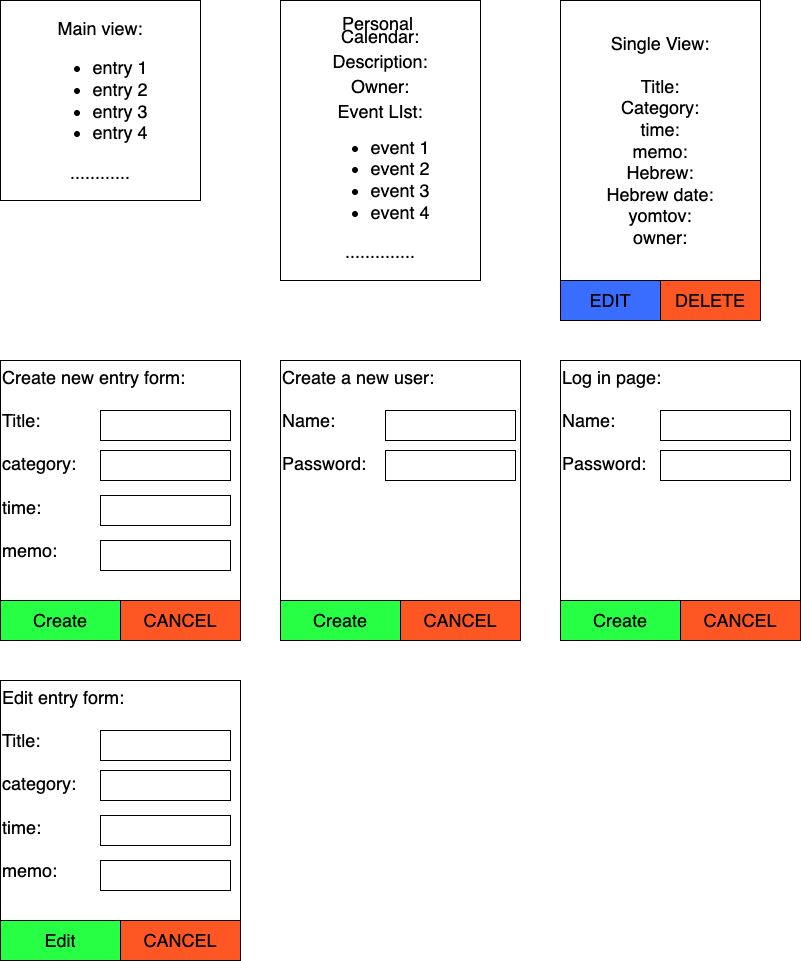 Main view:
• entry 1
• entry 2
• entry 3
• entry 4
............
Personal
Calendar:
Description:
Owner:
Event LIst:
• event 1
• event 2
• event 3
• event 4
..............
Single View:
Title:
Category:
time:
memo:
Hebrew:
Hebrew date:
yomtov:
owner:
EDIT
DELETE
Create new entry form:
Title:
category:
time:
memo:
Create
CANCEL
Create a new user:
Name:
Password:
Create
CANCEL
Log in page:
Name:
Password:
Create
CANCEL
Edit entry form:
Title:
category:
time:
memo:
Edit
CANCEL